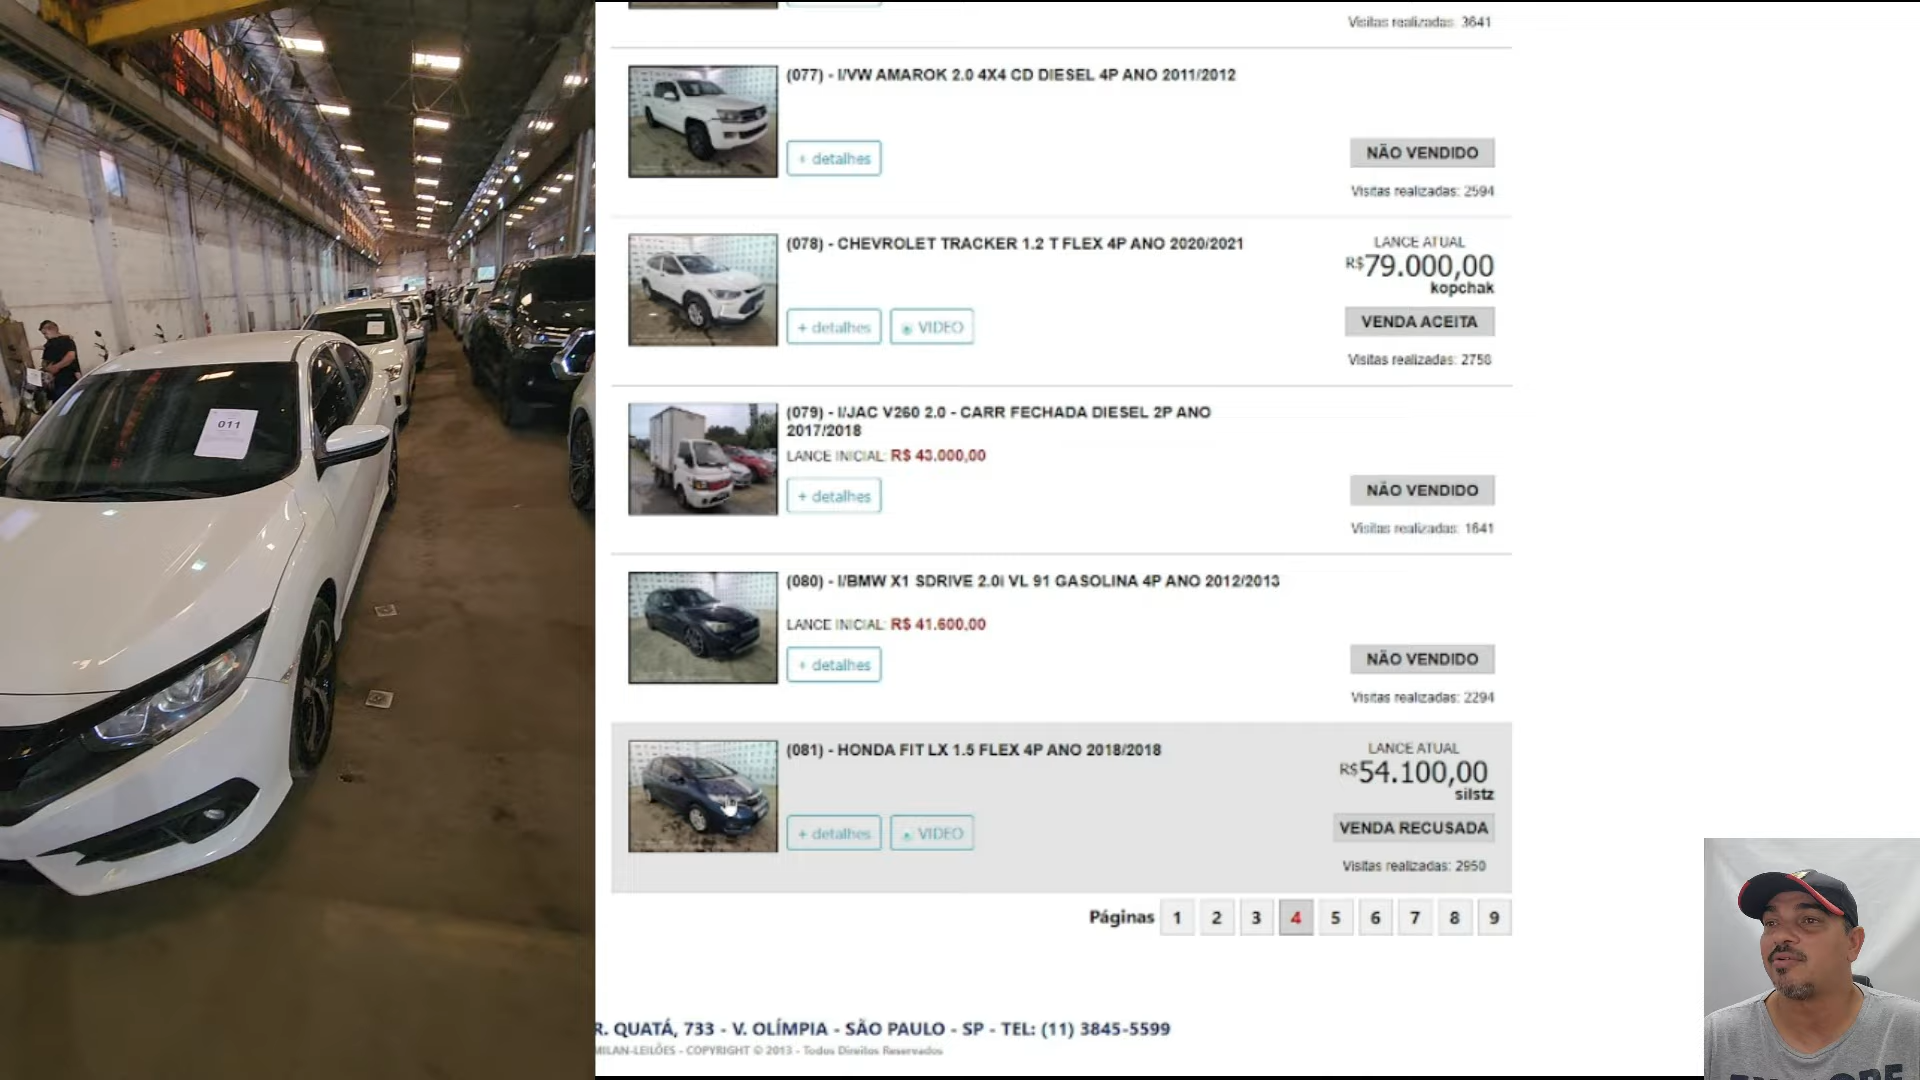 Visitas realizadas: 3641
(077) - I/VW AMAROK 2.0 4X4 CD DIESEL 4P ANO 2011/2012
+ detalhes
NÃO VENDIDO
Visitas realizadas: 2594
(078) - CHEVROLET TRACKER 1.2 T FLEX 4P ANO 2020/2021
LANCE ATUAL
R$79.000,00
kopchak
+ detalhes
VIDEO
VENDA ACEITA
Visitas realizadas: 2758
011
(079) - I/JAC V260 2.0 - CARR FECHADA DIESEL 2P ANO
2017/2018
LANCE INICIAL: R$ 43.000,00
+ detalhes
NÃO VENDIDO
Visitas realizadas: 1641
(080) - I/BMW X1 SDRIVE 2.0i VL 91 GASOLINA 4P ANO 2012/2013
LANCE INICIAL: R$ 41.600,00
+ detalhes
NÃO VENDIDO
Visitas realizadas: 2294
(081) - HONDA FIT LX 1.5 FLEX 4P ANO 2018/2018
LANCE ATUAL
R$54.100,00
silstz
+ detalhes
VIDEO
VENDA RECUSADA
Visitas realizadas: 2950
Páginas 1 2 3 4 5 6 7 8 9
R. QUATÁ, 733 - V. OLÍMPIA - SÃO PAULO - SP - TEL: (11) 3845-5599
MILAN-LEILÕES - COPYRIGHT © 2013 - Todos Direitos Reservados